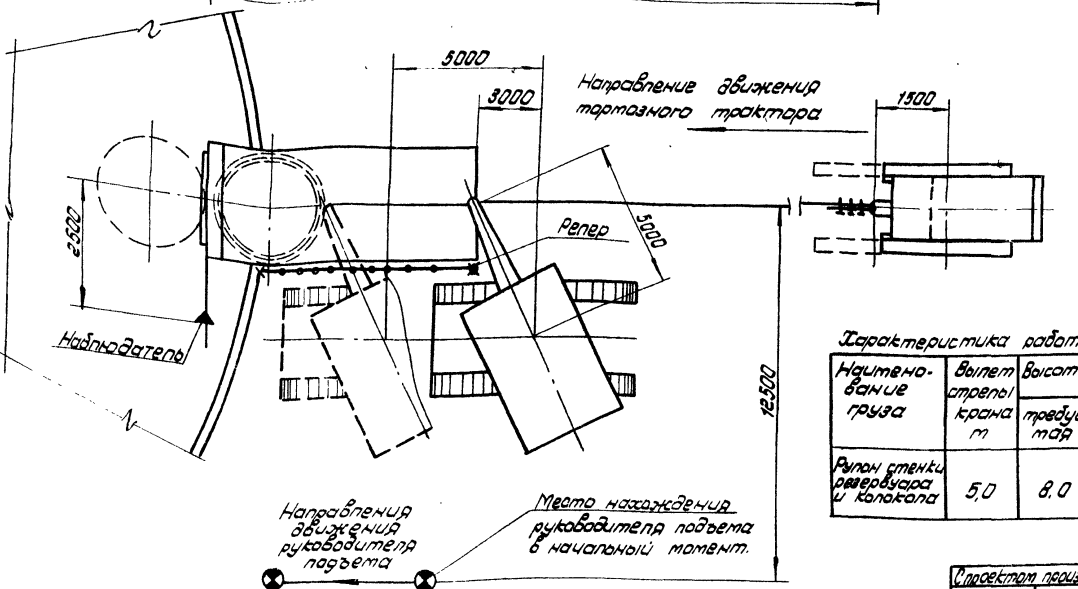 5000
3000
Направление движения
тормозного трактора
1500
2500
5000
Репер
Наблюдатель
12500
Характеристика работ
Наимено-
вание
груза
Вылет
стрелы
крана
м
Высот
требуе
мая
Рулон стенки
резервуара
и колокола
5,0
8.0
Направления
движения
руководителя
подъема
Место нахождения
руководителя подъема
в начальный момент.
С проектом произ